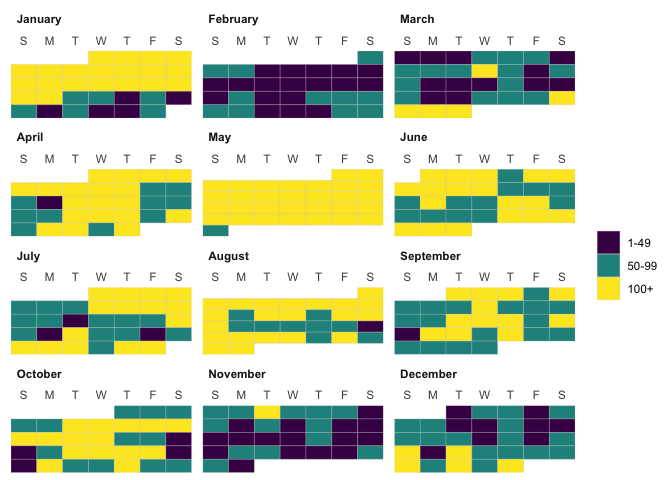 January February March
S M T W T F S S M T W T F S S M T W T F S
April May June
S M T W T F S S M T W T F S S M T W T F S
1-49
50-99
100+
July August September
S M T W T F S S M T W T F S S M T W T F S
October November December
S M T W T F S S M T W T F S S M T W T F S